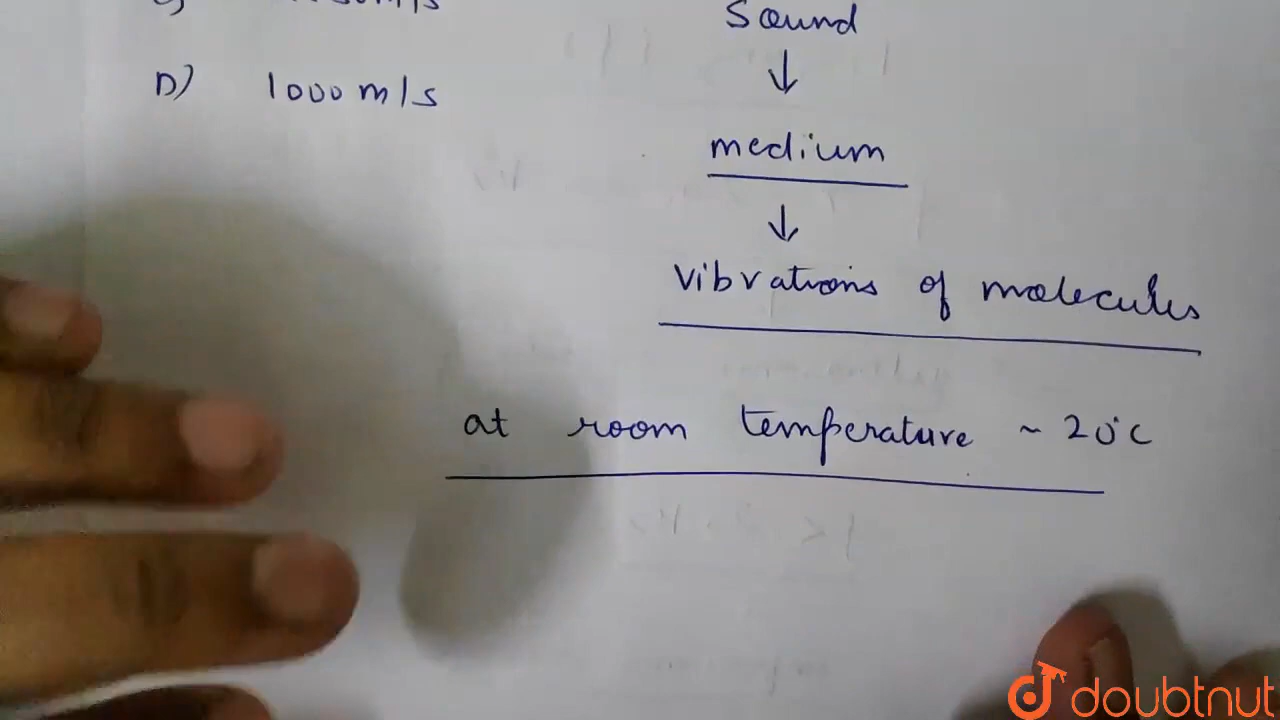 Sound
D) 1000 m/s
↓
medium
↓
vibrations of molecules
at room temperature ~ 20°C
doubtnut